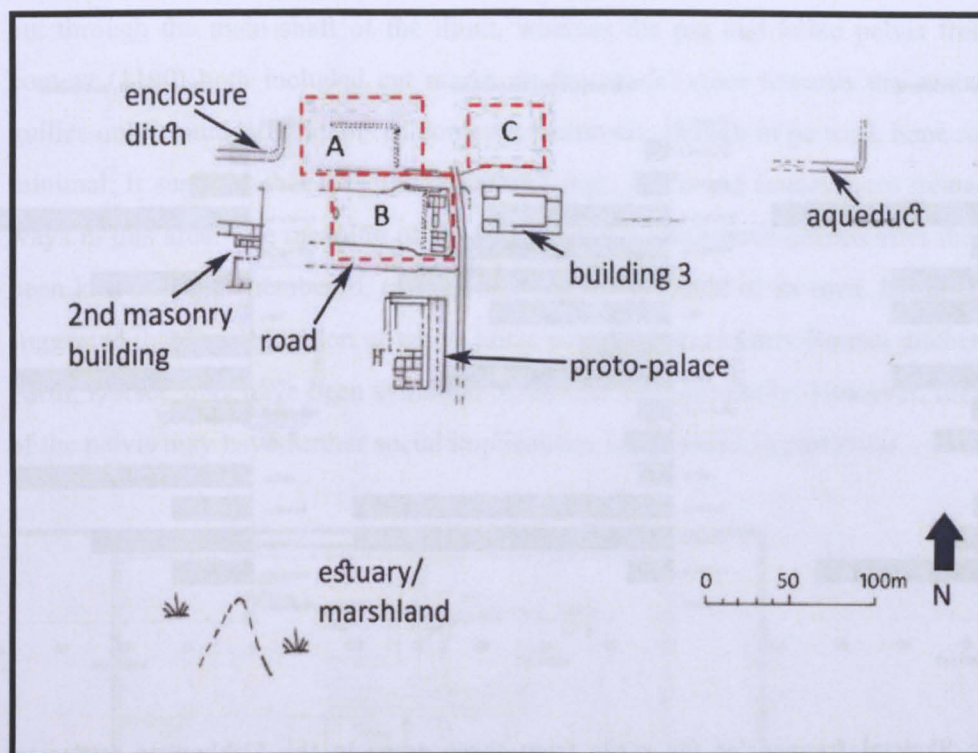 enclosure
ditch
A
C
B
aqueduct
building 3
2nd masonry
building
road
proto-palace
estuary/
marshland
0 50 100m
N